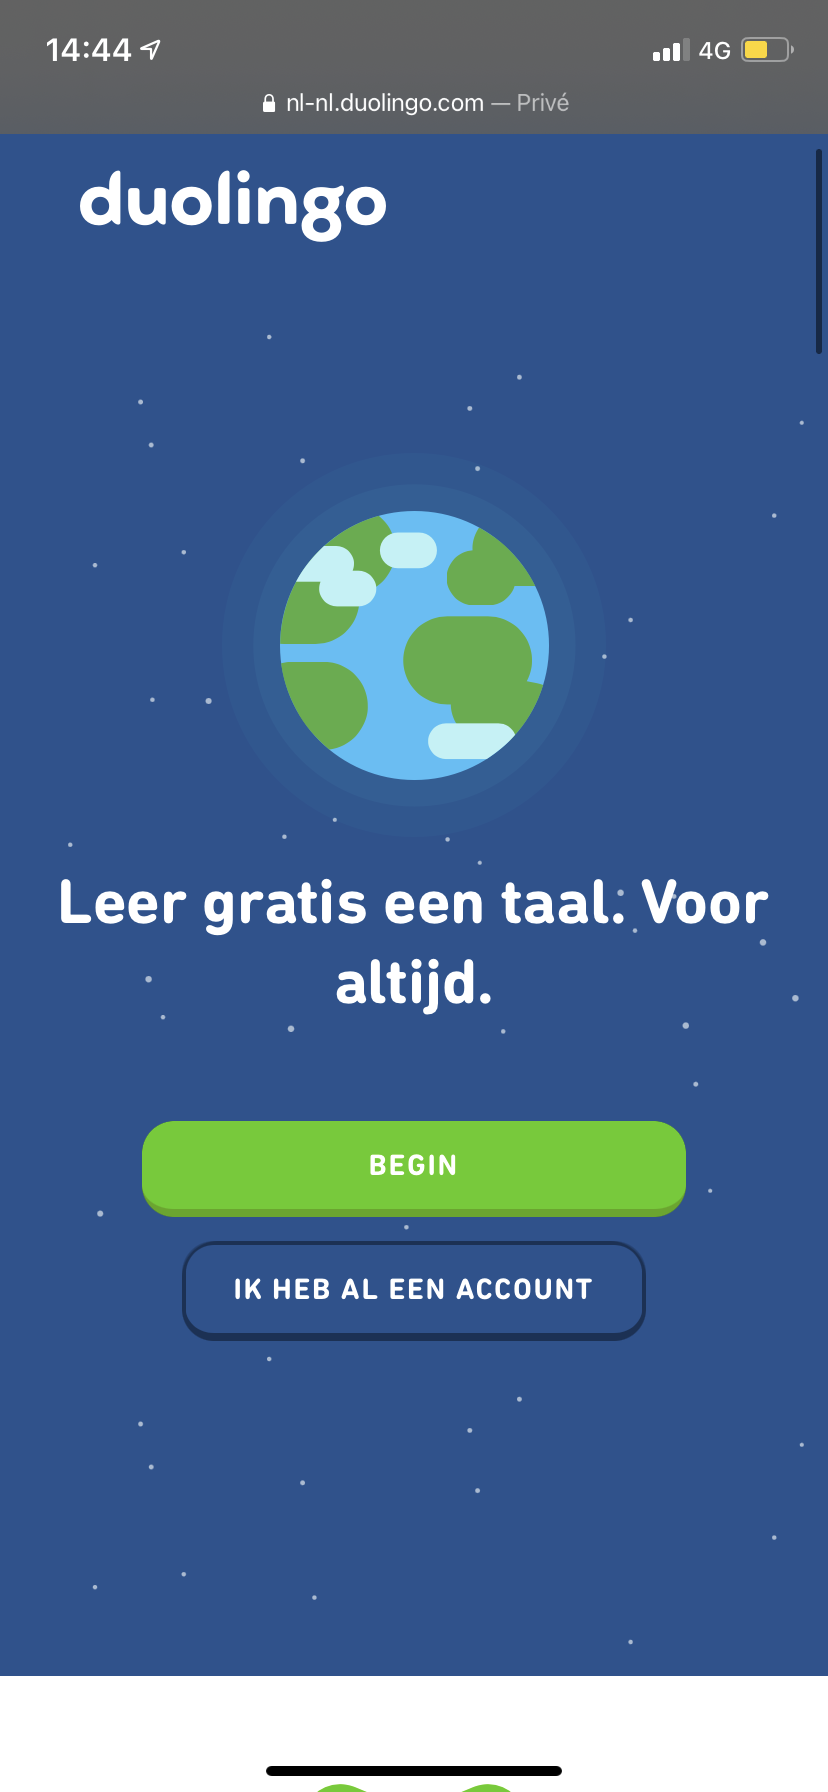 14:44
4G
nl-nl.duolingo.com — Privé
duolingo
Leer gratis een taal. Voor
altijd.
BEGIN
IK HEB AL EEN ACCOUNT